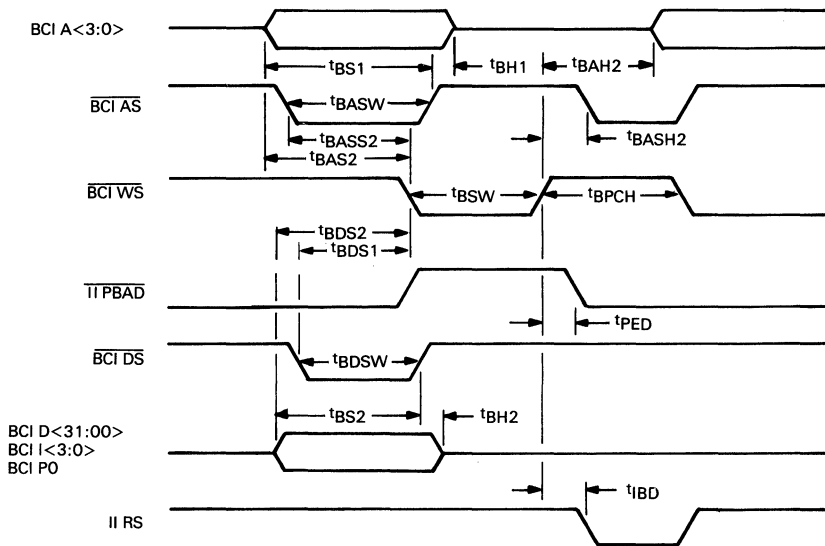 BCI A<3:0>
tBS1
tBH1
tBAH2
BCI AS
tBASW
tBASS2
tBASH2
tBAS2
BCI WS
tBSW
tBPCH
tBDS2
tBDS1
II PBAD
tPED
BCI DS
tBDSW
tBS2
tBH2
BCI D<31:00>
BCI I<3:0>
BCI P0
tIBD
II RS